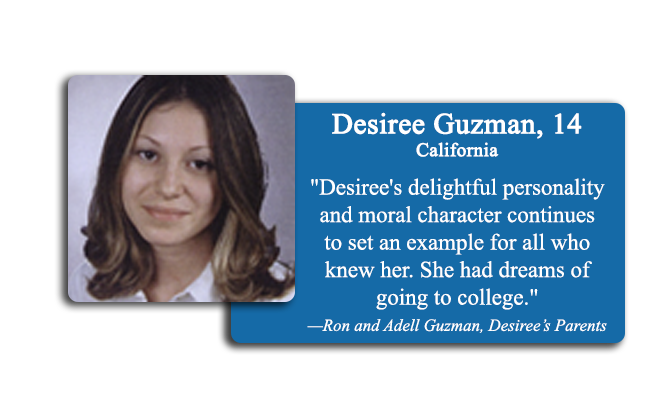 Desiree Guzman, 14
California
"Desiree's delightful personality
and moral character continues
to set an example for all who
knew her. She had dreams of
going to college."
—Ron and Adell Guzman, Desiree’s Parents